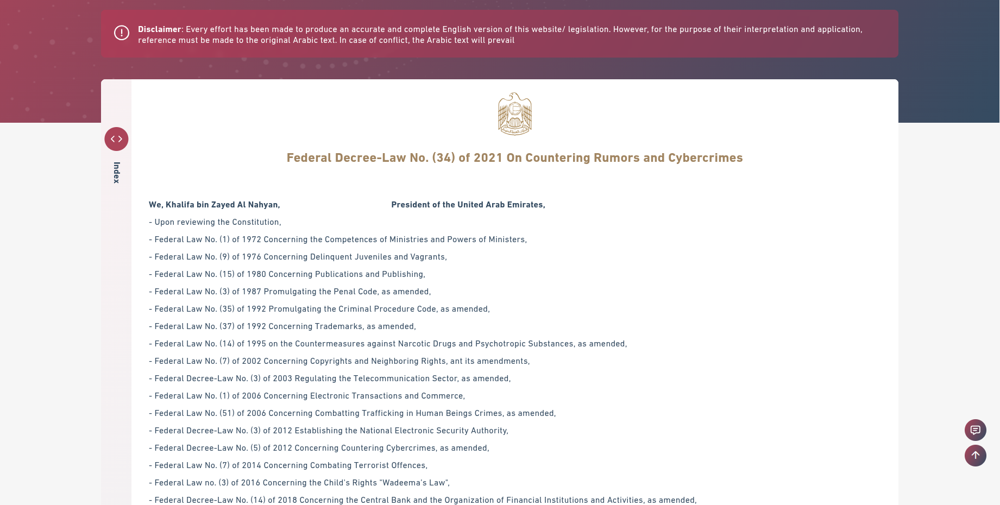 Disclaimer: Every effort has been made to produce an accurate and complete English version of this website/ legislation. However, for the purpose of their interpretation and application,
reference must be made to the original Arabic text. In case of conflict, the Arabic text will prevail
Index
Federal Decree-Law No. (34) of 2021 On Countering Rumors and Cybercrimes
We, Khalifa bin Zayed Al Nahyan, President of the United Arab Emirates,
- Upon reviewing the Constitution,
- Federal Law No. (1) of 1972 Concerning the Competences of Ministries and Powers of Ministers,
- Federal Law No. (9) of 1976 Concerning Delinquent Juveniles and Vagrants,
- Federal Law No. (15) of 1980 Concerning Publications and Publishing,
- Federal Law No. (3) of 1987 Promulgating the Penal Code, as amended,
- Federal Law No. (35) of 1992 Promulgating the Criminal Procedure Code, as amended,
- Federal Law No. (37) of 1992 Concerning Trademarks, as amended,
- Federal Law No. (14) of 1995 on the Countermeasures against Narcotic Drugs and Psychotropic Substances, as amended,
- Federal Law No. (7) of 2002 Concerning Copyrights and Neighboring Rights, ant its amendments,
- Federal Decree-Law No. (3) of 2003 Regulating the Telecommunication Sector, as amended,
- Federal Law No. (1) of 2006 Concerning Electronic Transactions and Commerce,
- Federal Law No. (51) of 2006 Concerning Combatting Trafficking in Human Beings Crimes, as amended,
- Federal Decree-Law No. (3) of 2012 Establishing the National Electronic Security Authority,
- Federal Decree-Law No. (5) of 2012 Concerning Countering Cybercrimes, as amended,
- Federal Law No. (7) of 2014 Concerning Combating Terrorist Offences,
- Federal Law no. (3) of 2016 Concerning the Child's Rights "Wadeema's Law",
- Federal Decree-Law No. (14) of 2018 Concerning the Central Bank and the Organization of Financial Institutions and Activities, as amended,